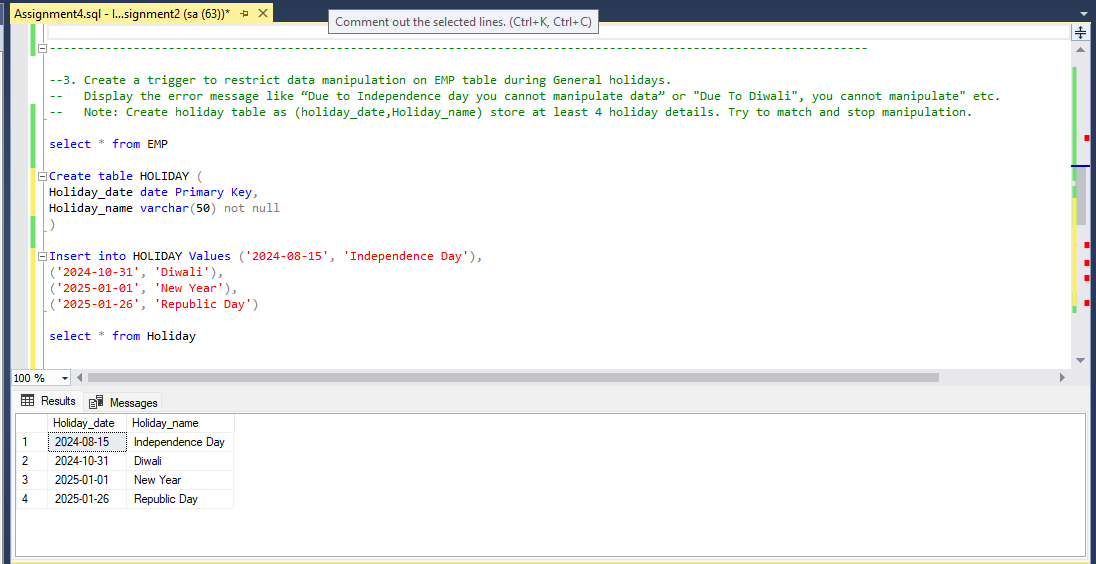 Assignment4.sql - l...signment2 (sa (63))*
Comment out the selected lines. (Ctrl+K, Ctrl+C)
--------------------------------------------------------------------------------------------------------------------
--3. Create a trigger to restrict data manipulation on EMP table during General holidays.
-- Display the error message like “Due to Independence day you cannot manipulate data” or "Due To Diwali", you cannot manipulate" etc.
-- Note: Create holiday table as (holiday_date,Holiday_name) store at least 4 holiday details. Try to match and stop manipulation.
select * from EMP
Create table HOLIDAY (
Holiday_date date Primary Key,
Holiday_name varchar(50) not null
)
Insert into HOLIDAY Values ('2024-08-15', 'Independence Day'),
('2024-10-31', 'Diwali'),
('2025-01-01', 'New Year'),
('2025-01-26', 'Republic Day')
select * from Holiday
100 %
Results Messages
Holiday_date Holiday_name
1 2024-08-15 Independence Day
2 2024-10-31 Diwali
3 2025-01-01 New Year
4 2025-01-26 Republic Day